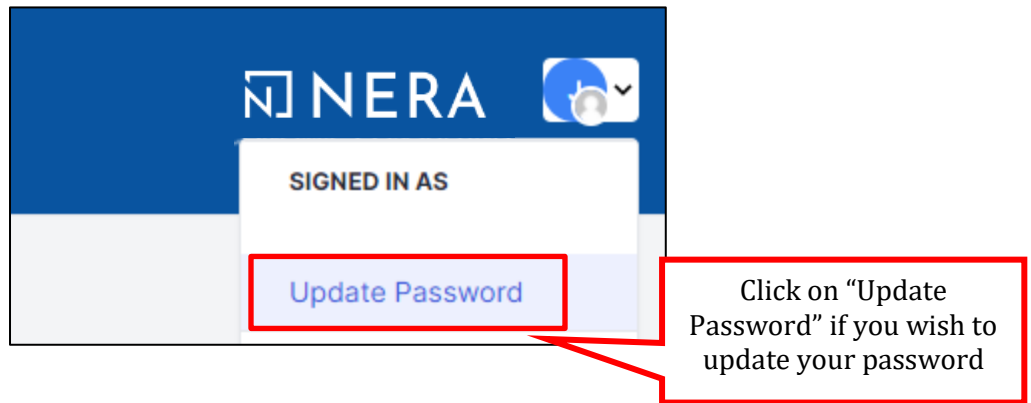 NERA
SIGNED IN AS
Update Password
Click on “Update
Password” if you wish to
update your password